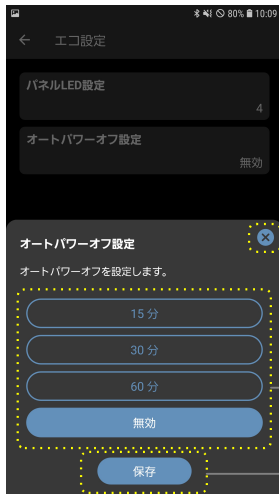 80% 10:09
← エコ設定
パネルLED設定
4
オートパワーオフ設定
無効
オートパワーオフ設定
オートパワーオフを設定します。
15 分
30 分
60 分
無効
保存